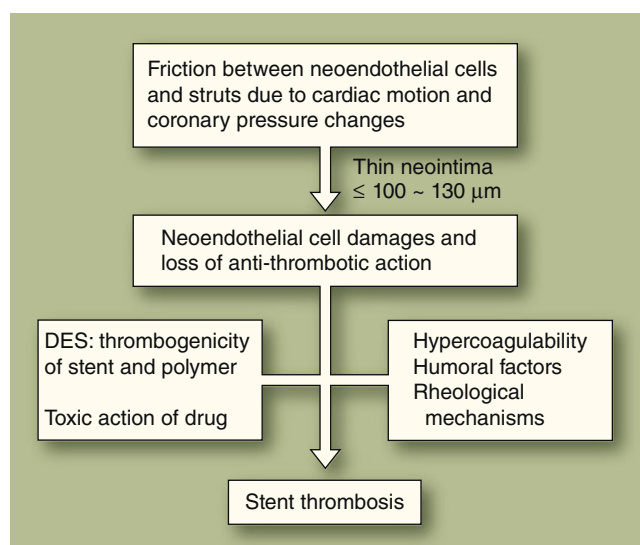 Friction between neoendothelial cells
and struts due to cardiac motion and
coronary pressure changes
Thin neointima
≤ 100 ~ 130 μm
Neoendothelial cell damages and
loss of anti-thrombotic action
DES: thrombogenicity
of stent and polymer
Toxic action of drug
Hypercoagulability
Humoral factors
Rheological
mechanisms
Stent thrombosis